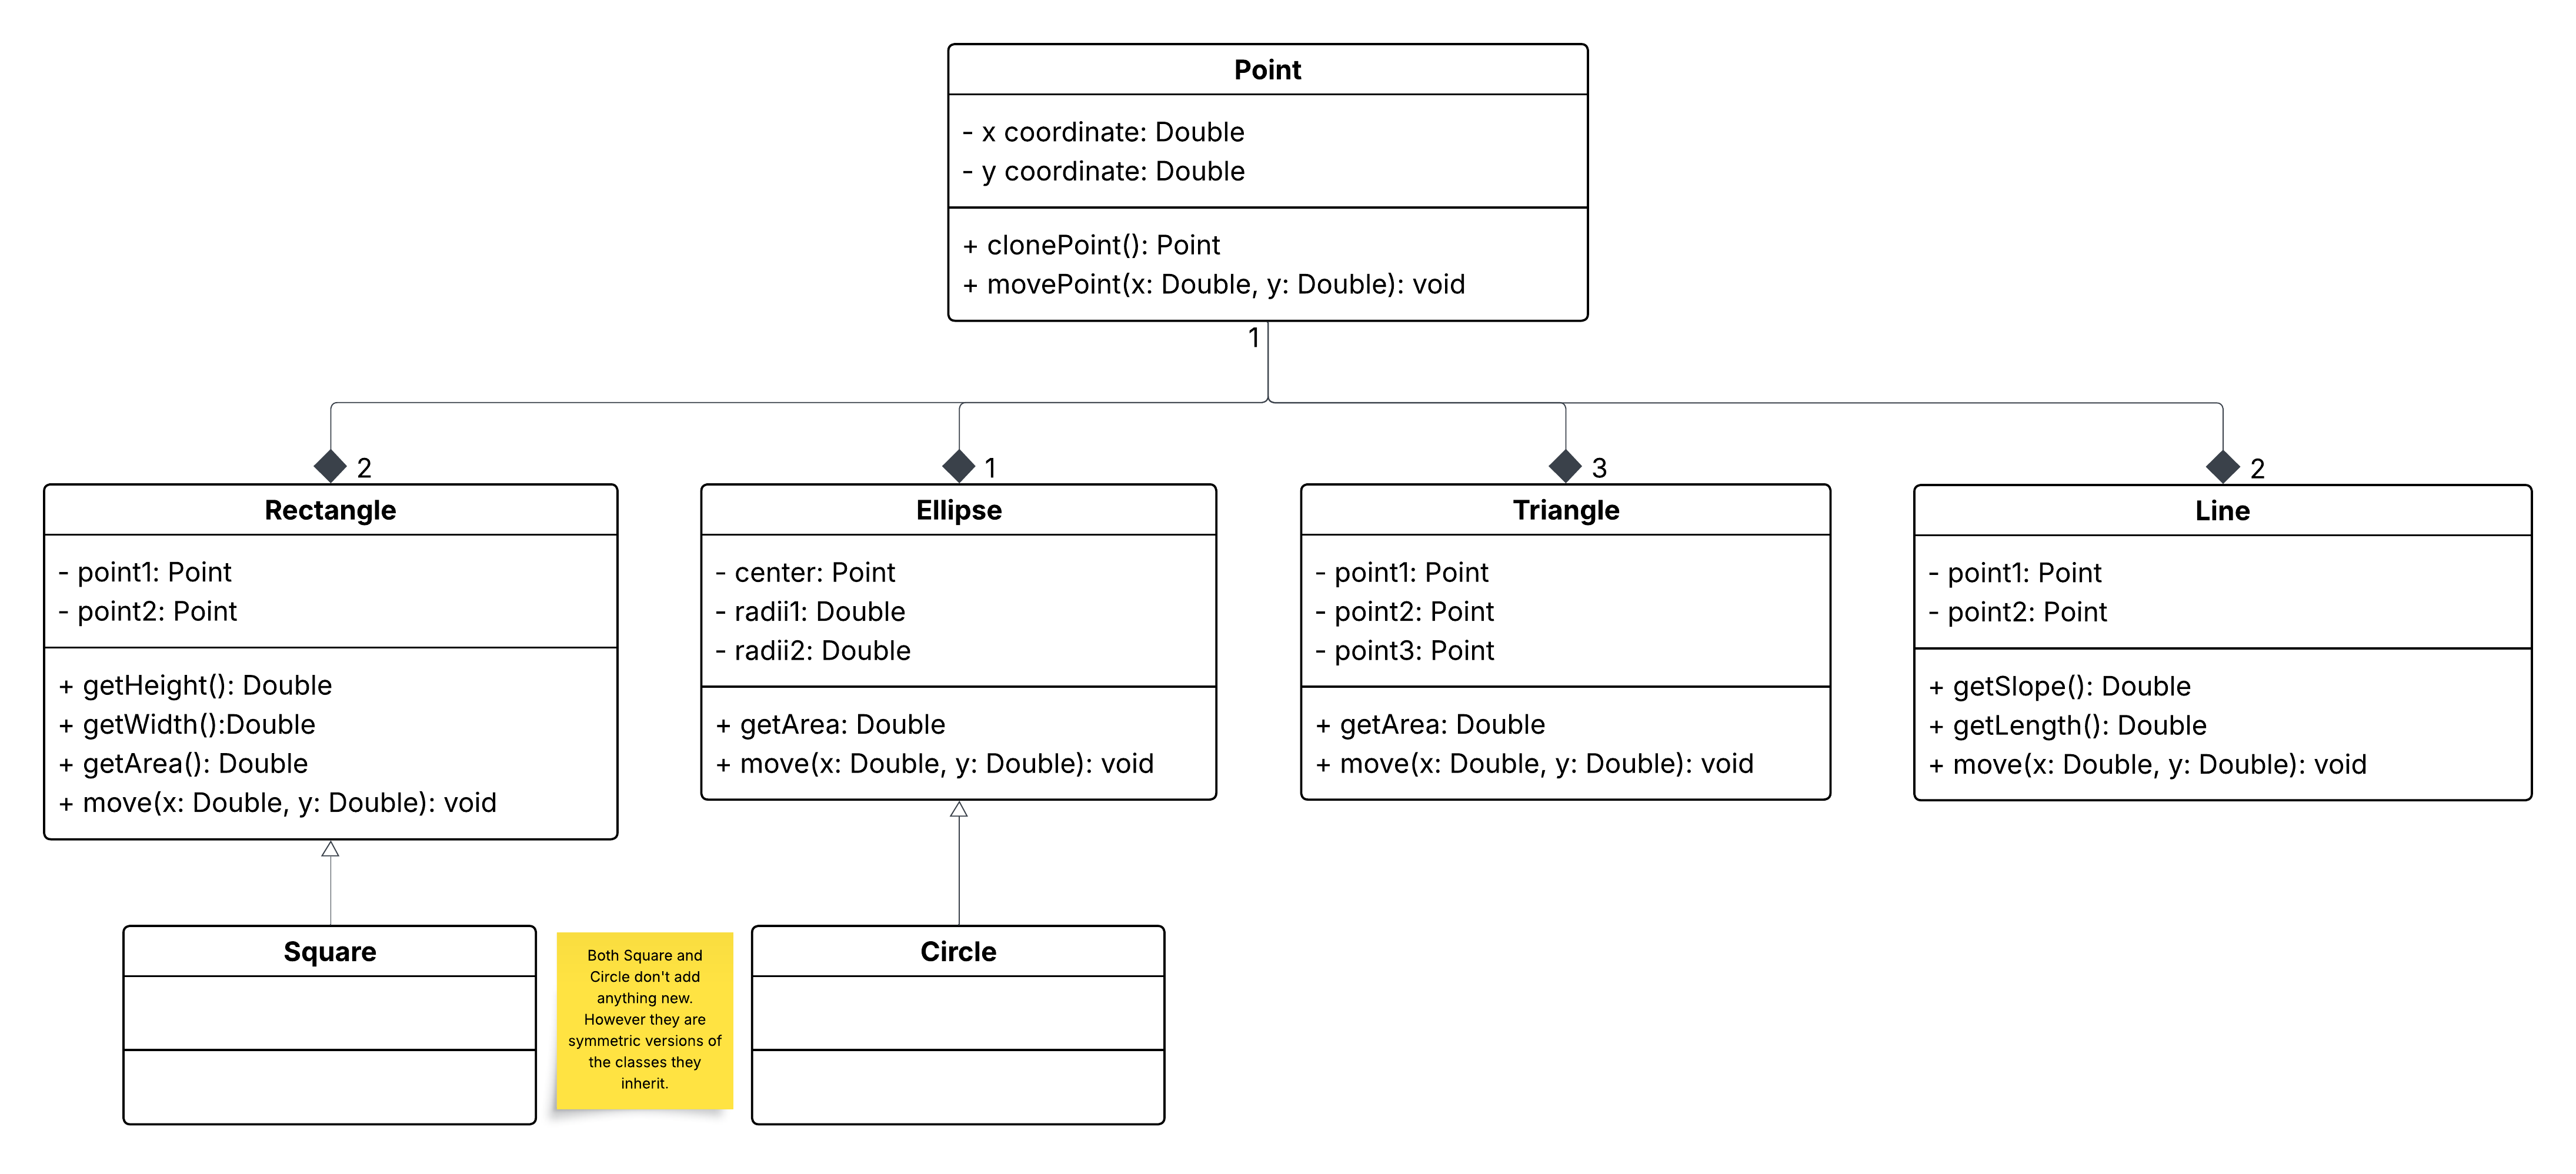 Point
- x coordinate: Double
- y coordinate: Double
+ clonePoint(): Point
+ movePoint(x: Double, y: Double): void
1
2
1
3
2
Rectangle
- point1: Point
- point2: Point
+ getHeight(): Double
+ getWidth():Double
+ getArea(): Double
+ move(x: Double, y: Double): void
Ellipse
- center: Point
- radii1: Double
- radii2: Double
+ getArea: Double
+ move(x: Double, y: Double): void
Triangle
- point1: Point
- point2: Point
- point3: Point
+ getArea: Double
+ move(x: Double, y: Double): void
Line
- point1: Point
- point2: Point
+ getSlope(): Double
+ getLength(): Double
+ move(x: Double, y: Double): void
Square
Both Square and
Circle don't add
anything new.
However they are
symmetric versions of
the classes they
inherit.
Circle